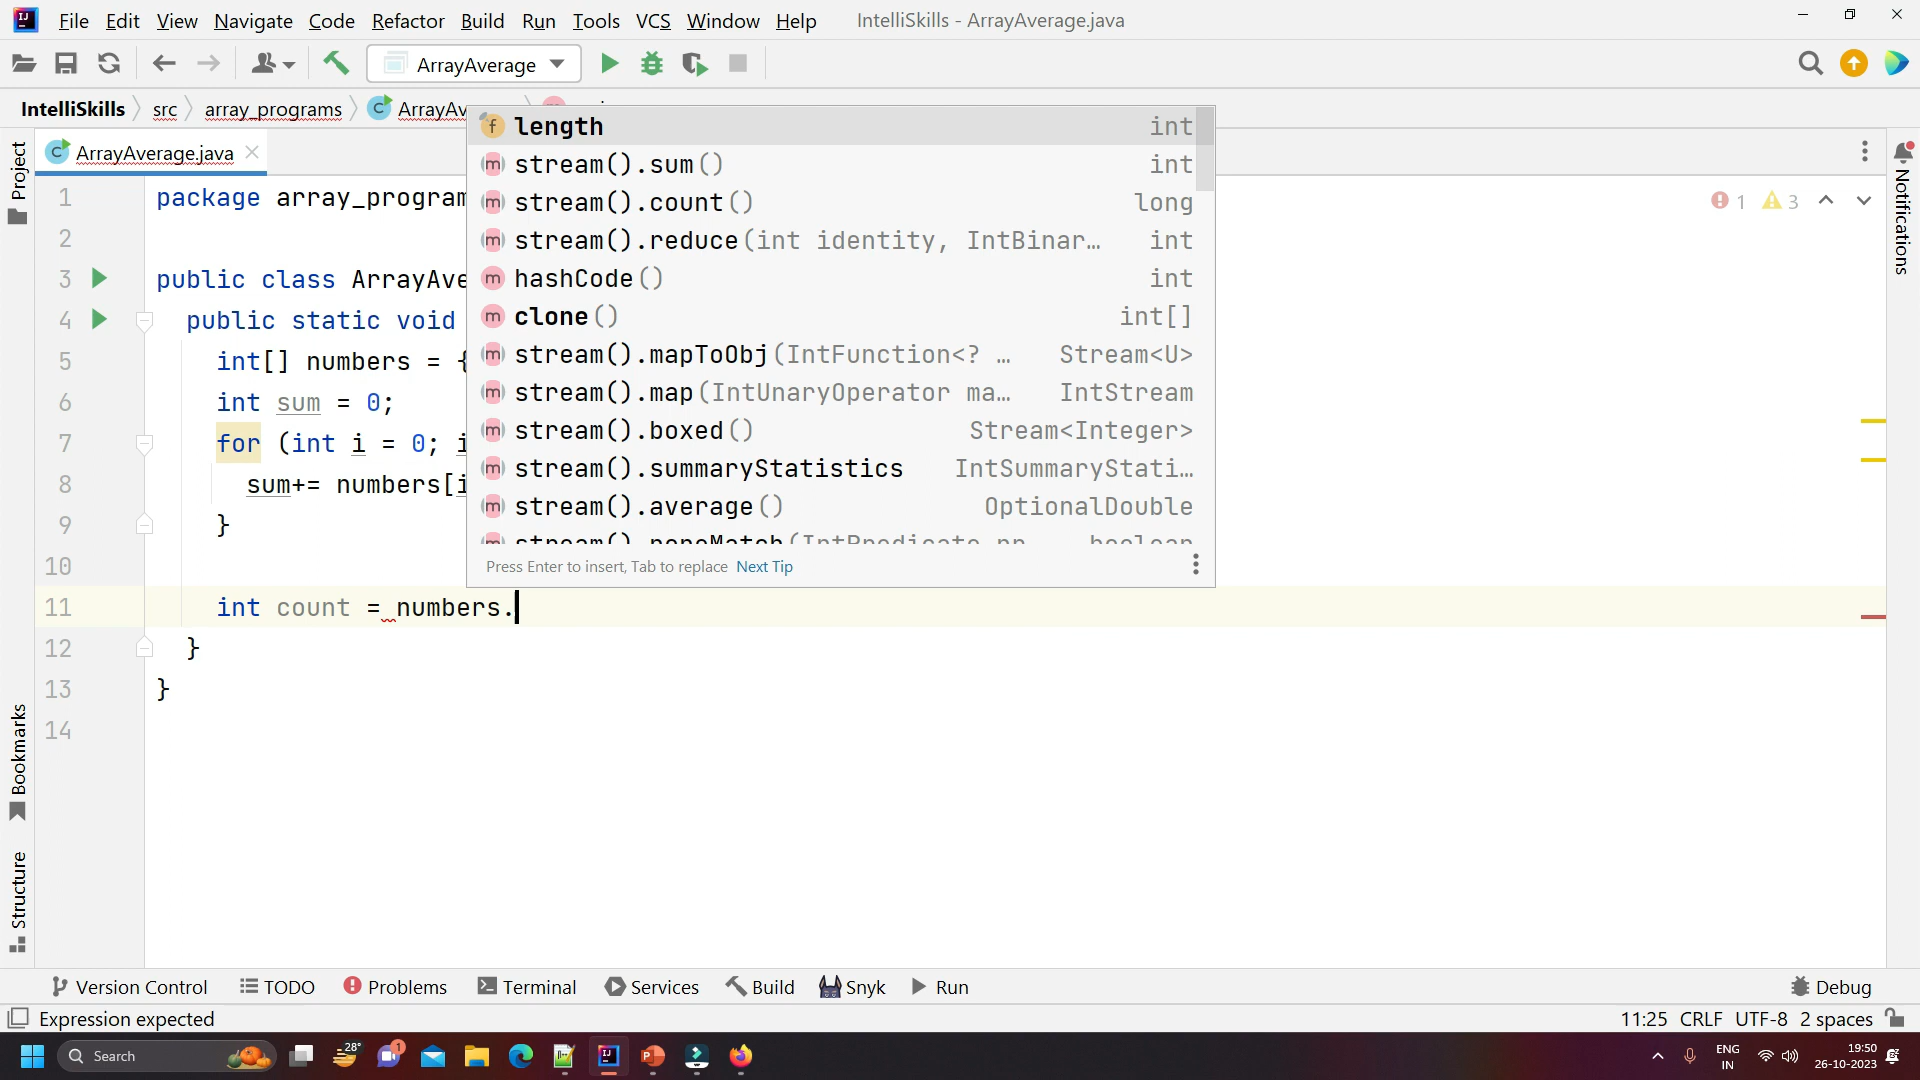 File Edit View Navigate Code Refactor Build Run Tools VCS Window Help IntelliSkills - ArrayAverage.java
ArrayAverage
IntelliSkills src array_programs ArrayAv
Project
ArrayAverage.java
Notifications
1 package array_program
2
3 public class ArrayAve
4 public static void
5 int[] numbers = {
6 int sum = 0;
7 for (int i = 0; i
8 sum+= numbers[i
9 }
10
11 int count = numbers.
12 }
13 }
14
1 3
length int
stream().sum() int
stream().count() long
stream().reduce(int identity, IntBinar… int
hashCode() int
clone() int[]
stream().mapToObj(IntFunction<? … Stream<U>
stream().map(IntUnaryOperator ma… IntStream
stream().boxed() Stream<Integer>
stream().summaryStatistics IntSummaryStati…
stream().average() OptionalDouble
stream().noneMatch(IntPredicate pr boolean
Press Enter to insert, Tab to replace Next Tip
Bookmarks
Structure
Version Control TODO Problems Terminal Services Build Snyk Run Debug
Expression expected 11:25 CRLF UTF-8 2 spaces
Search 28° 1 ENG 19:50
IN 26-10-2023